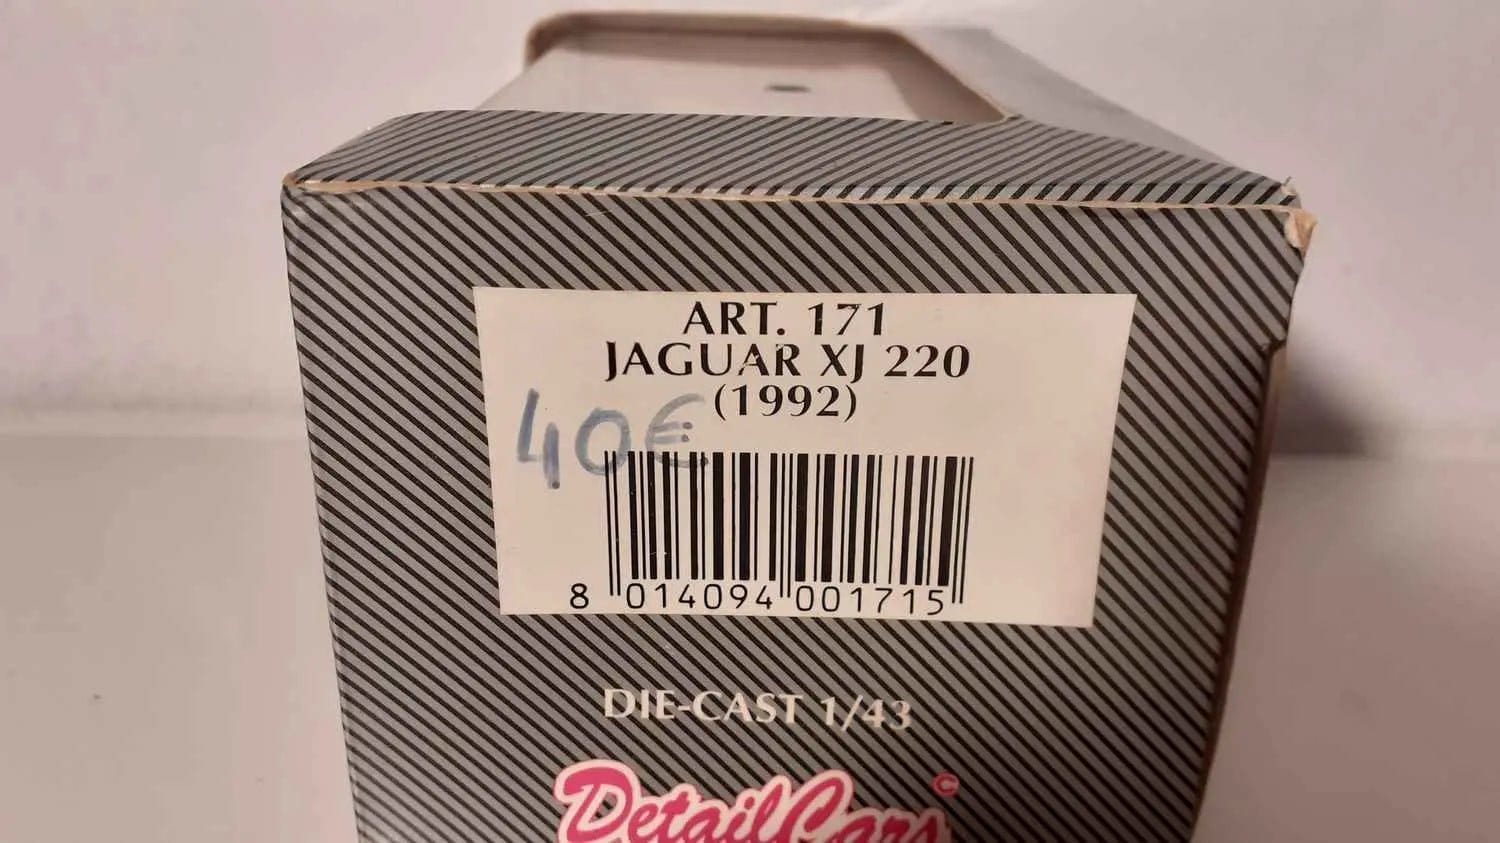 ART. 171
JAGUAR XJ 220
(1992)
40€
8 014094 001715
DIE-CAST 1/43
DetailCars ©